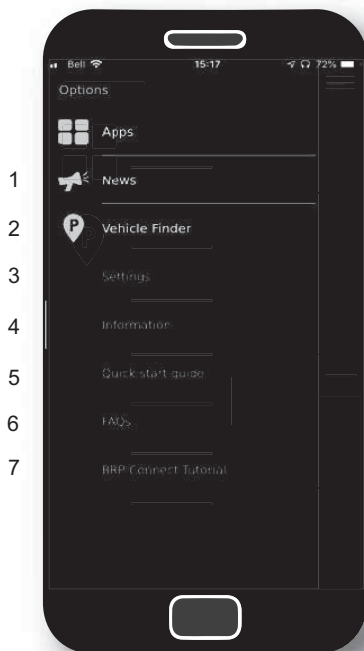 Bell 15:17 72%
Options
Apps
1 News
2 P Vehicle Finder
3 Settings
4 Information
5 Quick start guide
6 FAQs
7 BRP Connect Tutorial